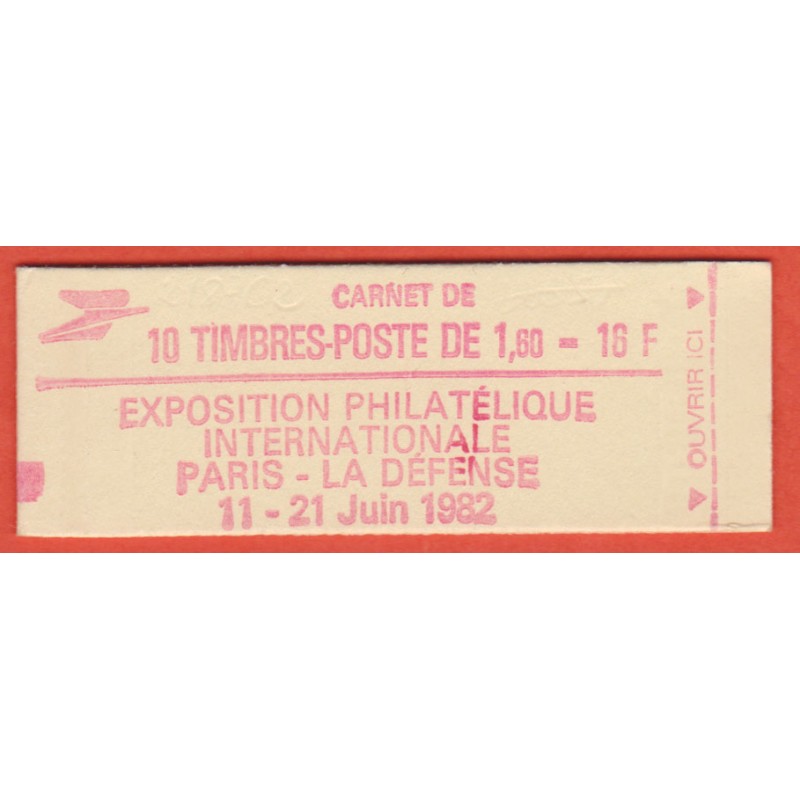 CARNET DE
10 TIMBRES-POSTE DE 1,60 = 16 F
EXPOSITION PHILATÉLIQUE
INTERNATIONALE
PARIS - LA DÉFENSE
11 - 21 Juin 1982
OUVRIR ICI